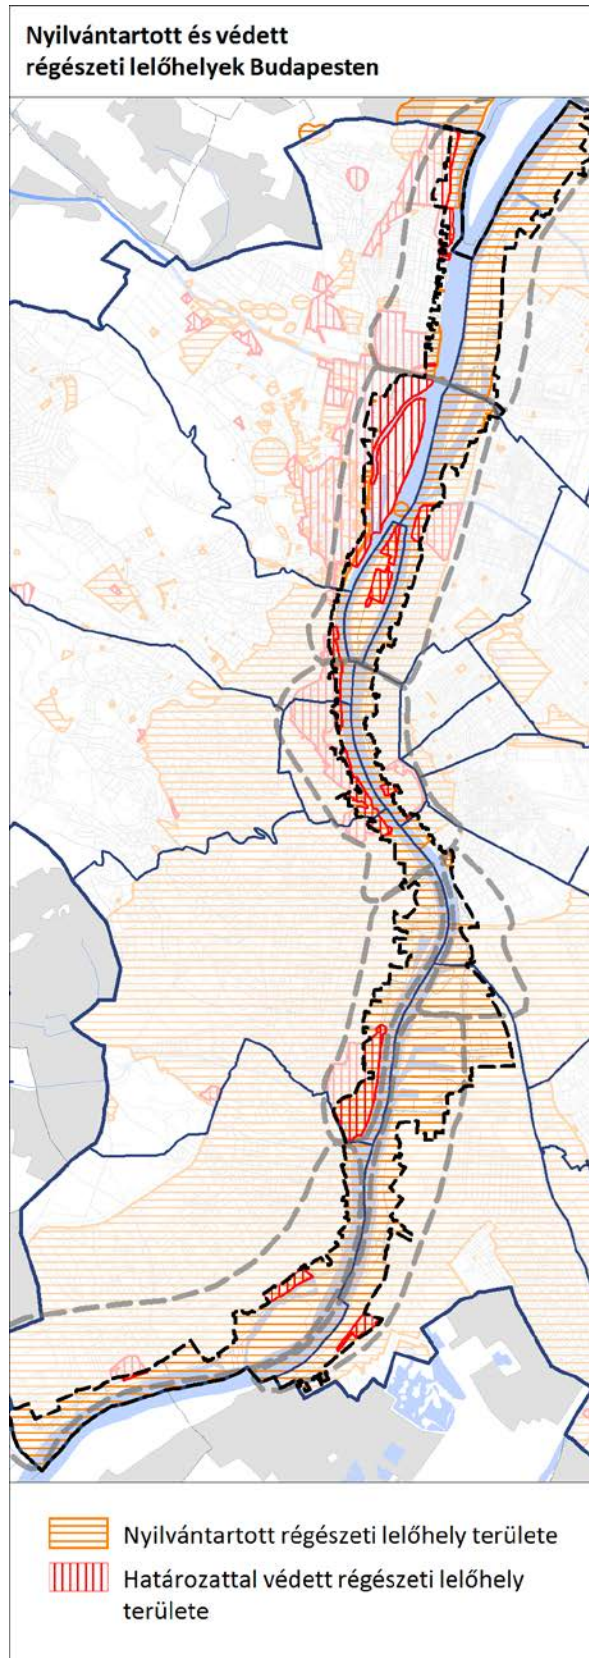 Nyilvántartott és védett
régészeti lelőhelyek Budapesten
Nyilvántartott régészeti lelőhely területe
Határozattal védett régészeti lelőhely
területe